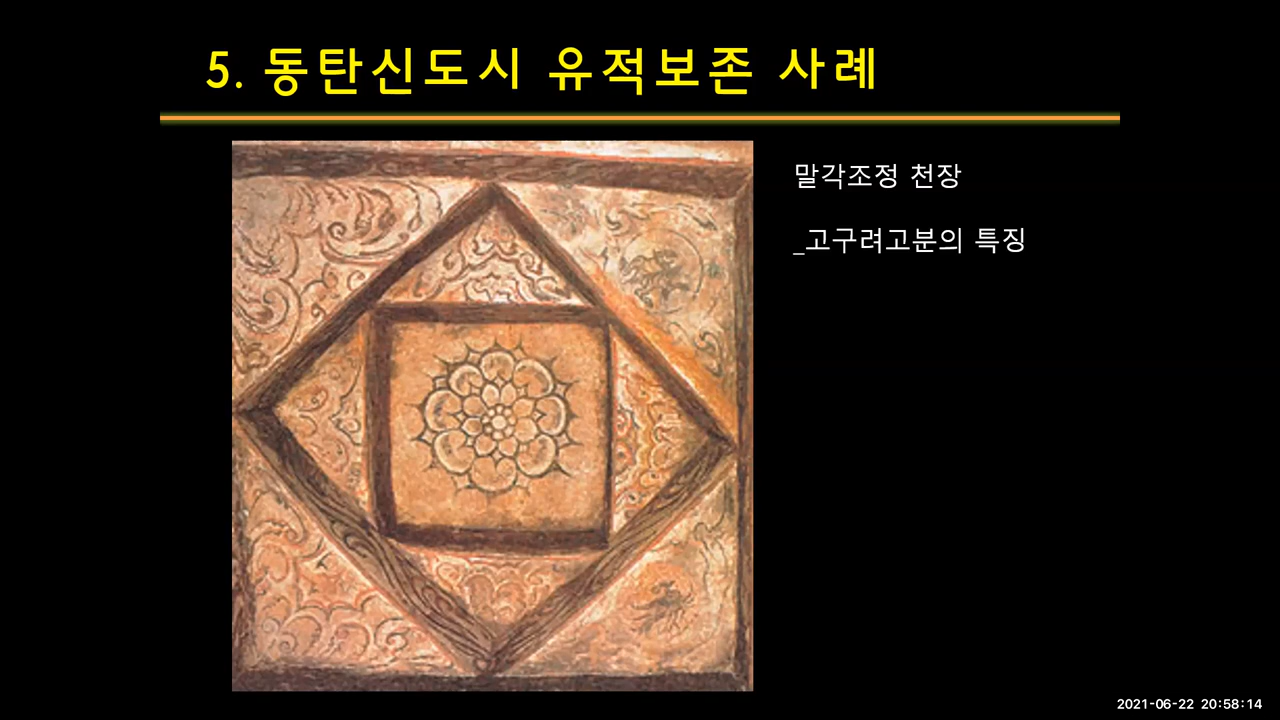 5. 동탄신도시 유적보존 사례
말각조정 천장
_고구려고분의 특징
2021-06-22 20:58:14